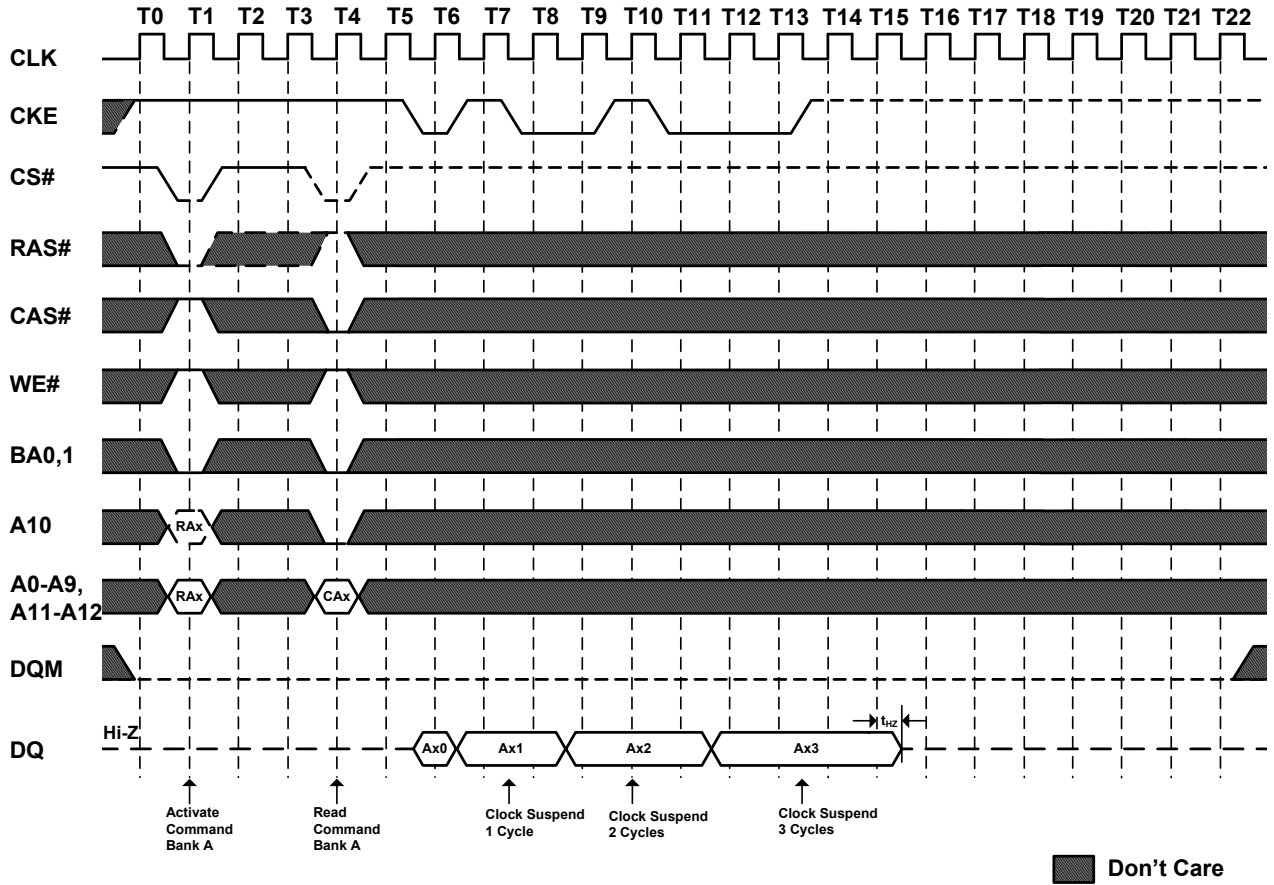 T0 T1 T2 T3 T4 T5 T6 T7 T8 T9 T10 T11 T12 T13 T14 T15 T16 T17 T18 T19 T20 T21 T22
CLK
CKE
CS#
RAS#
CAS#
WE#
BA0,1
A10
RAx
A0-A9,
A11-A12
RAx
CAx
DQM
Hi-Z
tHZ
DQ
Ax0
Ax1
Ax2
Ax3
Activate
Command
Bank A
Read
Command
Bank A
Clock Suspend
1 Cycle
Clock Suspend
2 Cycles
Clock Suspend
3 Cycles
Don't Care